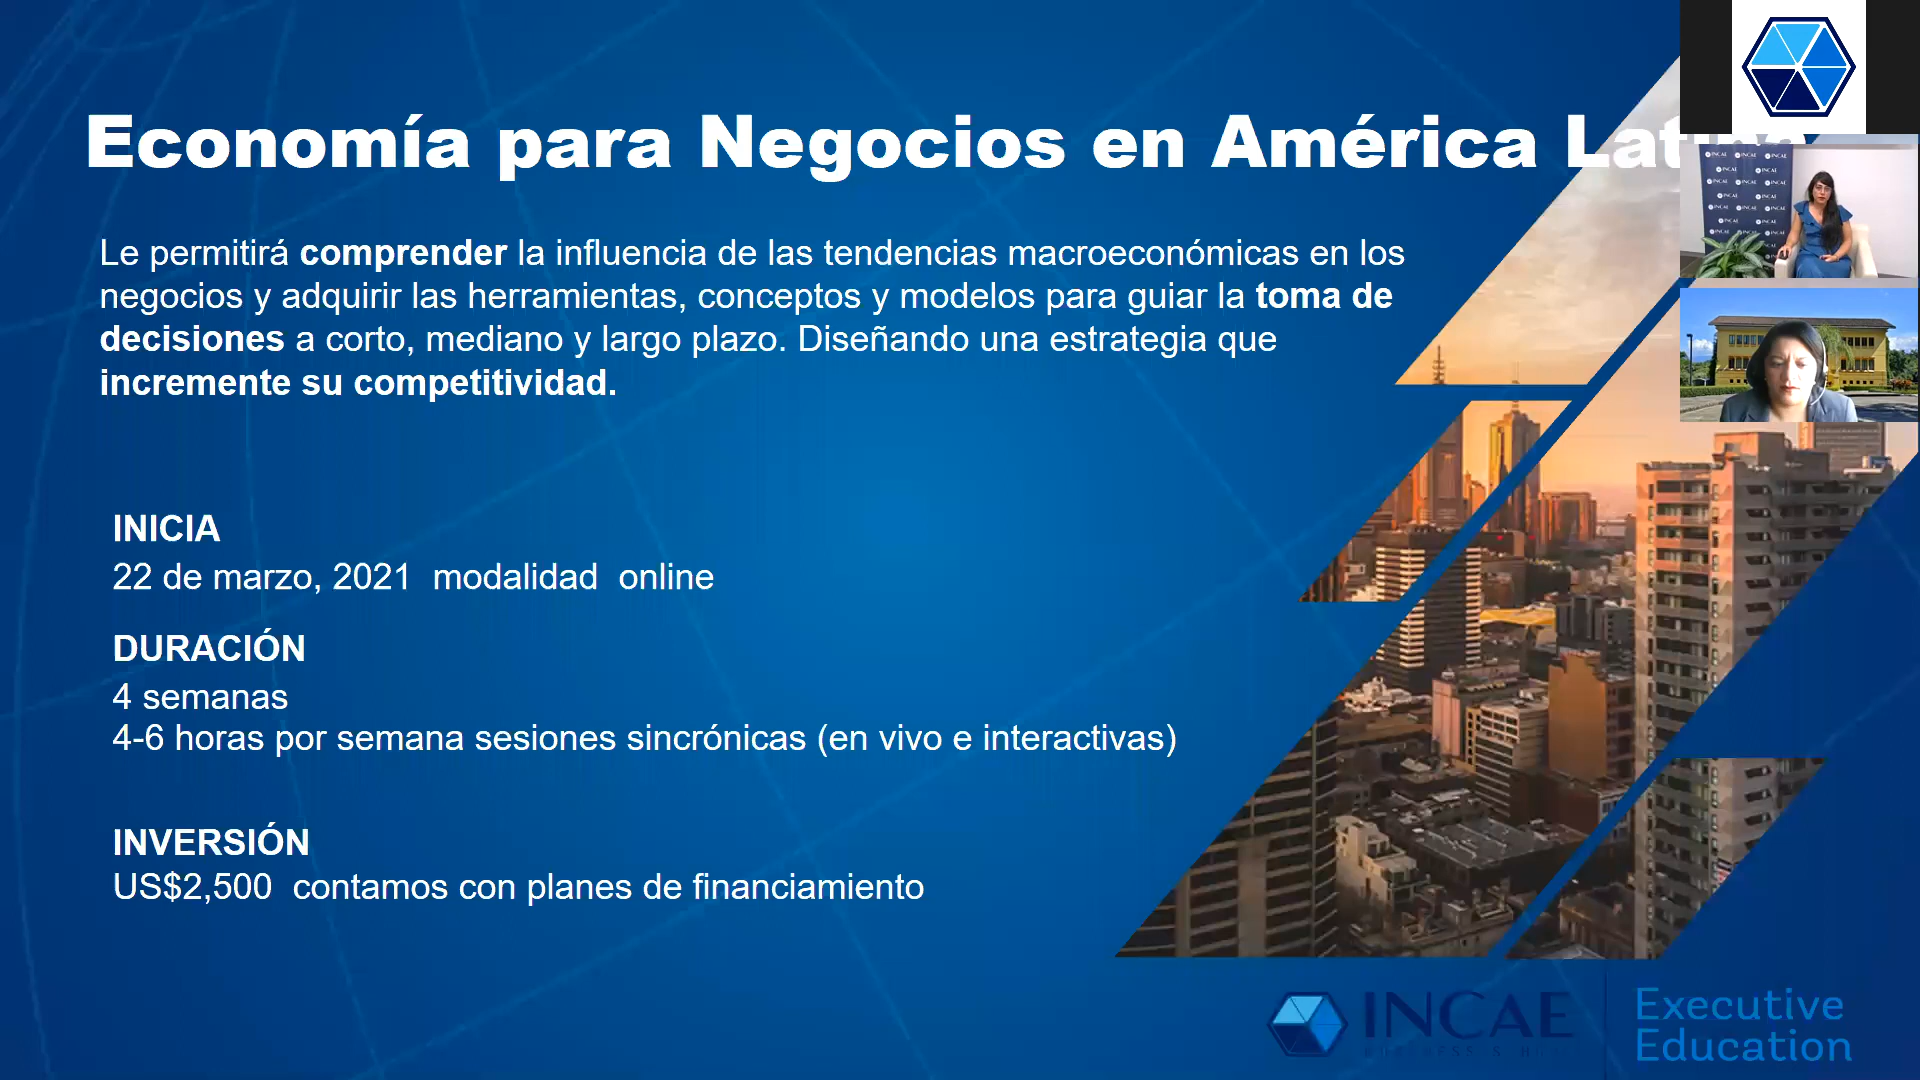 Economía para Negocios en América Latina
Le permitirá comprender la influencia de las tendencias macroeconómicas en los
negocios y adquirir las herramientas, conceptos y modelos para guiar la toma de
decisiones a corto, mediano y largo plazo. Diseñando una estrategia que
incremente su competitividad.
INICIA
22 de marzo, 2021 modalidad online
DURACIÓN
4 semanas
4-6 horas por semana sesiones sincrónicas (en vivo e interactivas)
INVERSIÓN
US$2,500 contamos con planes de financiamiento
INCAE
Executive
Education